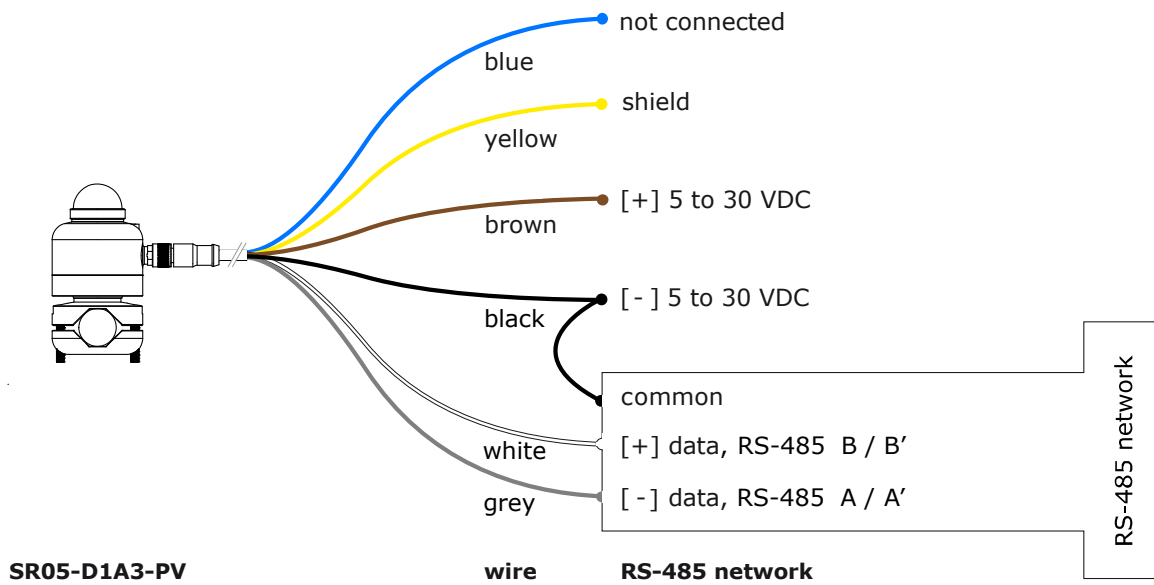 not connected
blue
shield
yellow
[+] 5 to 30 VDC
brown
[-] 5 to 30 VDC
black
common
[+] data, RS-485 B / B′
white
[-] data, RS-485 A / A′
grey
RS-485 network
SR05-D1A3-PV wire RS-485 network